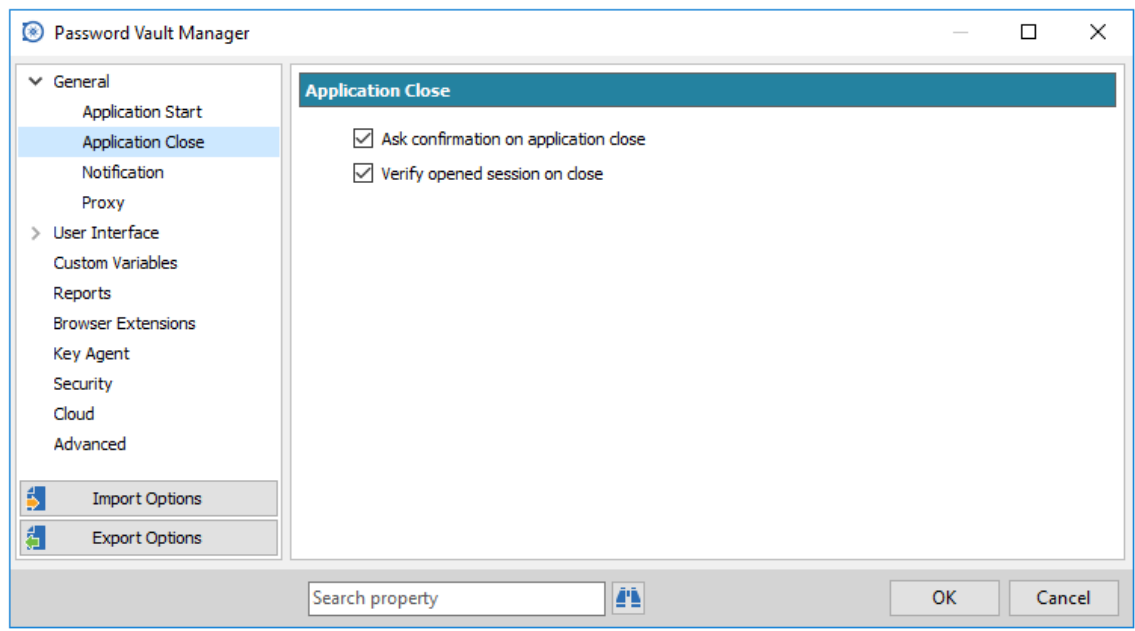 Password Vault Manager
General
Application Start
Application Close
Notification
Proxy
User Interface
Custom Variables
Reports
Browser Extensions
Key Agent
Security
Cloud
Advanced
Import Options
Export Options
Application Close
Ask confirmation on application close
Verify opened session on close
Search property
OK
Cancel